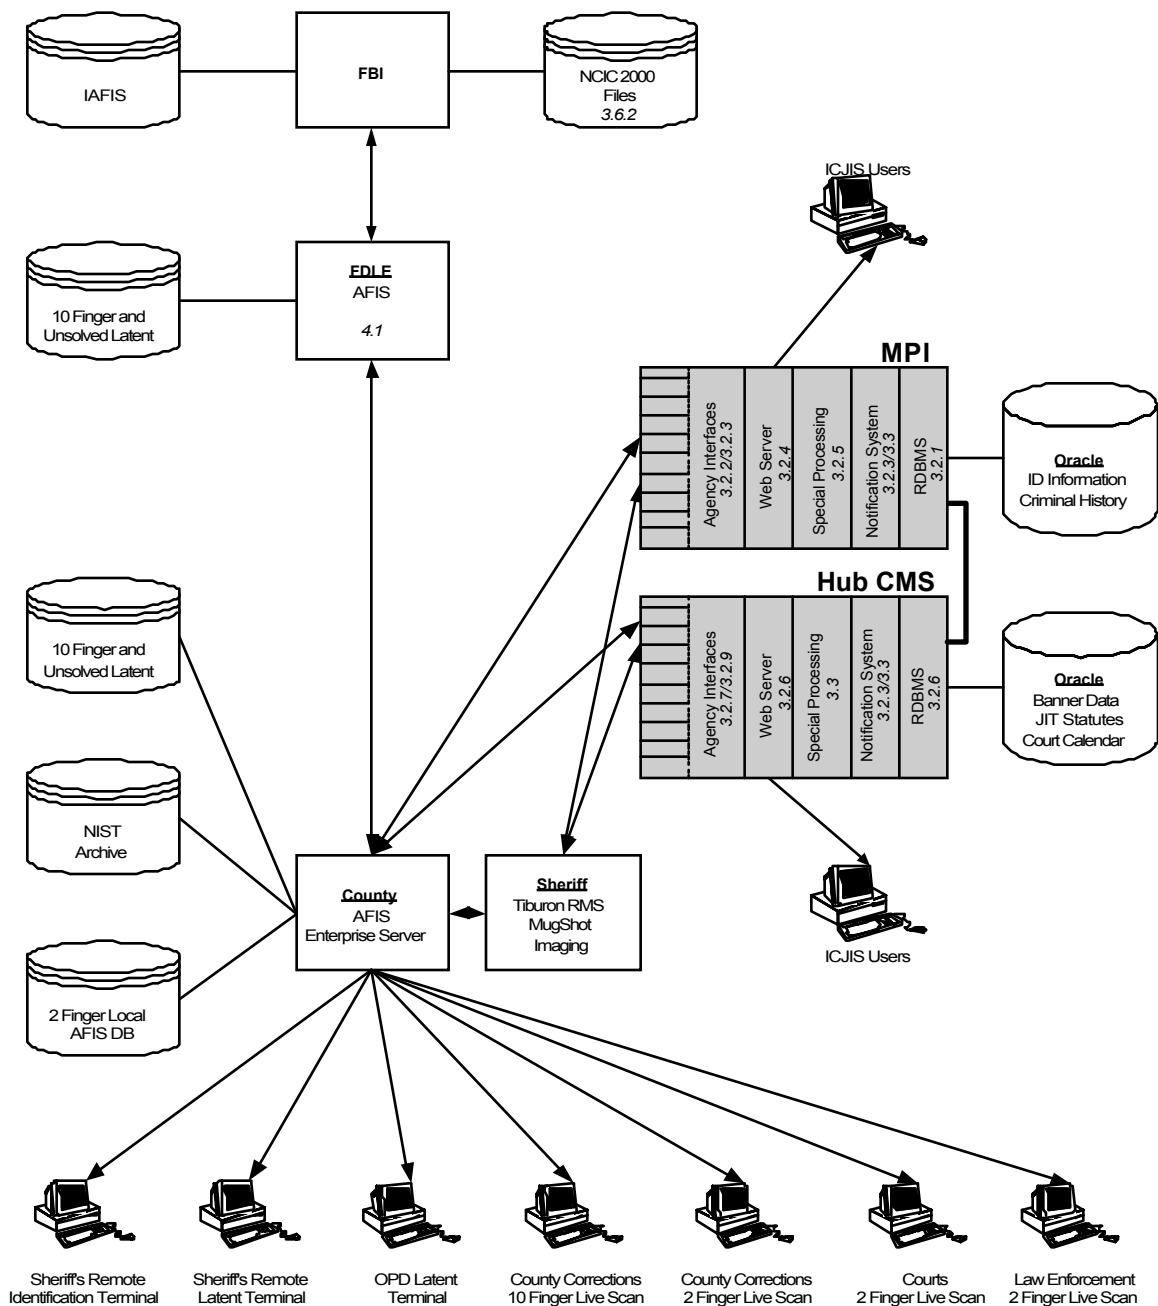 FBI
IAFIS
NCIC 2000
Files
3.6.2
ICJIS Users
FDLE
AFIS
4.1
10 Finger and
Unsolved Latent
MPI
Agency Interfaces
3.2.2/3.2.3
Web Server
3.2.4
Special Processing
3.2.5
Notification System
3.2.3/3.3
RDBMS
3.2.1
Oracle
ID Information
Criminal History
Hub CMS
Agency Interfaces
3.2.7/3.2.9
Web Server
3.2.6
Special Processing
3.3
Notification System
3.2.3/3.3
RDBMS
3.2.6
Oracle
Banner Data
JIT Statutes
Court Calendar
10 Finger and
Unsolved Latent
NIST
Archive
2 Finger Local
AFIS DB
County
AFIS
Enterprise Server
Sheriff
Tiburon RMS
MugShot
Imaging
ICJIS Users
Sheriff's Remote
Identification Terminal
Sheriff's Remote
Latent Terminal
OPD Latent
Terminal
County Corrections
10 Finger Live Scan
County Corrections
2 Finger Live Scan
Courts
2 Finger Live Scan
Law Enforcement
2 Finger Live Scan